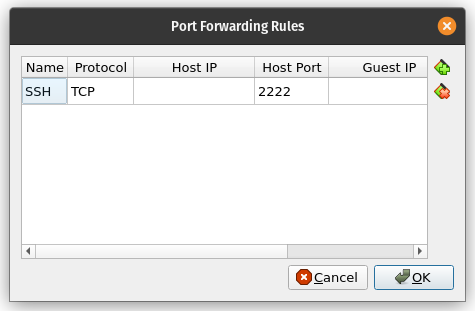 Port Forwarding Rules
Name Protocol Host IP Host Port Guest IP
SSH TCP 2222
Cancel OK